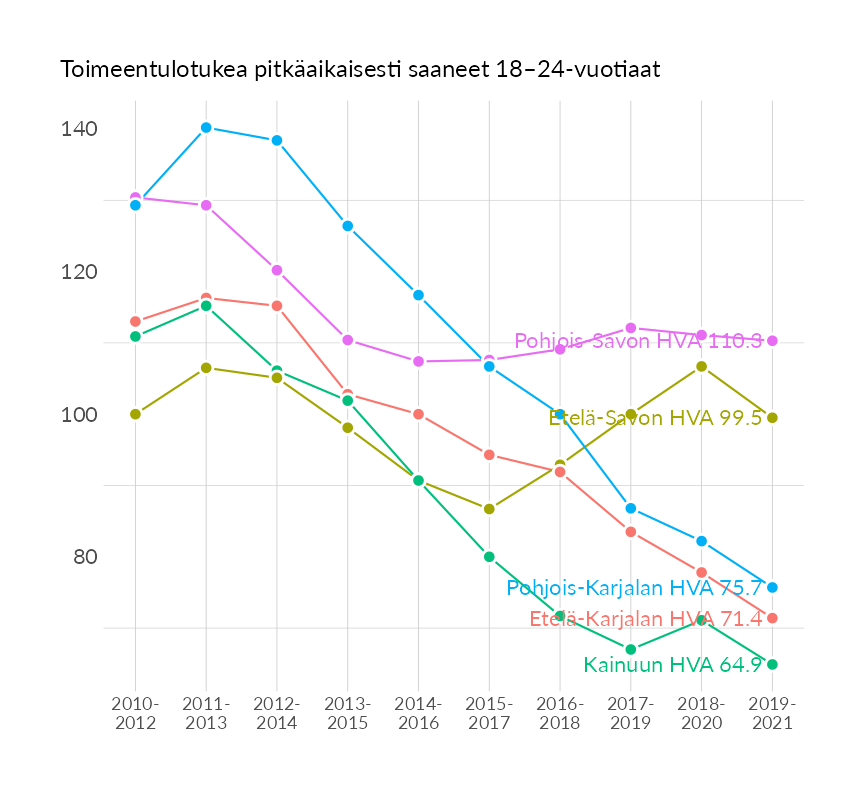 Toimeentulotukea pitkäaikaisesti saaneet 18–24-vuotiaat
140
120
100
80
Pohjois-Savon HVA 110.3
Etelä-Savon HVA 99.5
Pohjois-Karjalan HVA 75.7
Etelä-Karjalan HVA 71.4
Kainuun HVA 64.9
2010- 2011- 2012- 2013- 2014- 2015- 2016- 2017- 2018- 2019-
2012 2013 2014 2015 2016 2017 2018 2019 2020 2021